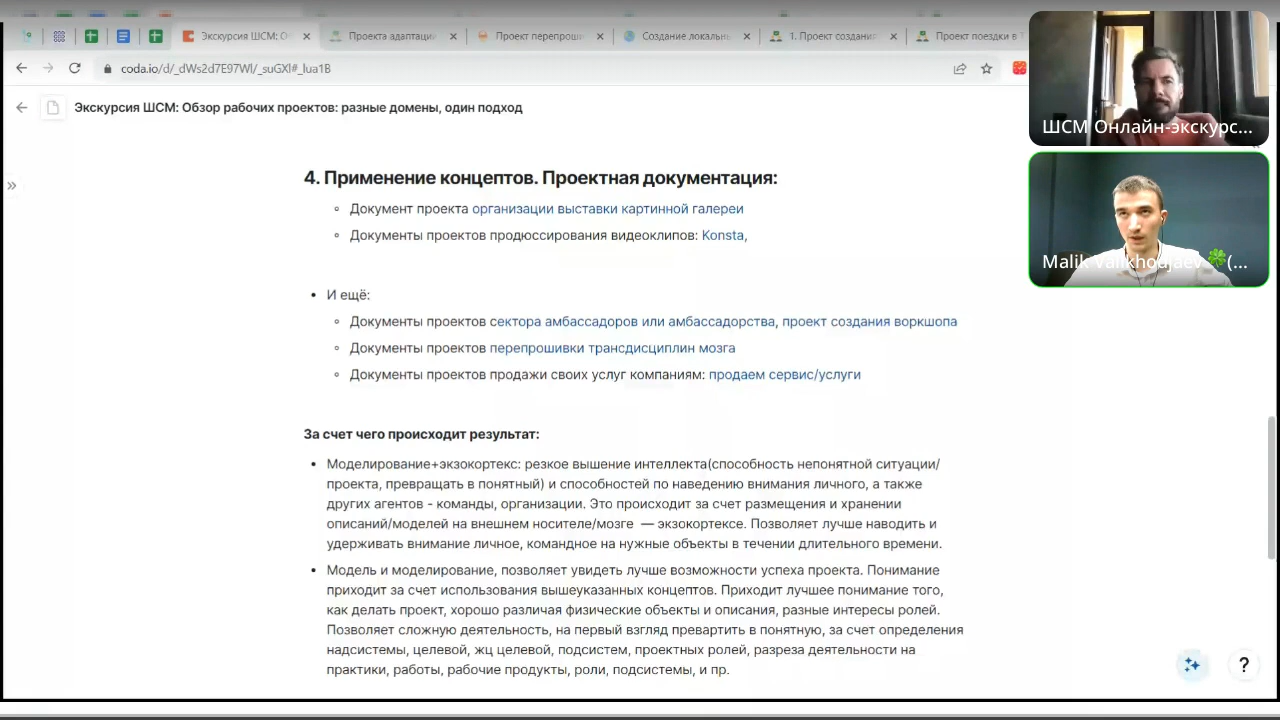 Экскурсия ШСМ: О
Проекта адаптаци
Проект перепрош
Создание локальн
1. Проект создани
Проект поездки в Т
coda.io/d/_dWs2d7E97Wl/_suGXl#_lua1B
Экскурсия ШСМ: Обзор рабочих проектов: разные домены, один подход
ШСМ Онлайн-экскурс...
Malik Valikhoujaev🍀(...
4. Применение концептов. Проектная документация:
Документ проекта организации выставки картинной галереи
Документы проектов продюссирования видеоклипов: Konsta,
И ещё:
Документы проектов сектора амбассадоров или амбассадорства, проект создания воркшопа
Документы проектов перепрошивки трансдисциплин мозга
Документы проектов продажи своих услуг компаниям: продаем сервис/услуги
За счет чего происходит результат:
Моделирование+экзокортекс: резкое вышение интеллекта(способность непонятной ситуации/
проекта, превращать в понятный) и способностей по наведению внимания личного, а также
других агентов - команды, организации. Это происходит за счет размещения и хранении
описаний/моделей на внешнем носителе/мозге — экзокортексе. Позволяет лучше наводить и
удерживать внимание личное, командное на нужные объекты в течении длительного времени.
Модель и моделирование, позволяет увидеть лучше возможности успеха проекта. Понимание
приходит за счет использования вышеуказанных концептов. Приходит лучшее понимание того,
как делать проект, хорошо различая физические объекты и описания, разные интересы ролей.
Позволяет сложную деятельность, на первый взгляд превартить в понятную, за счет определения
надсистемы, целевой, жц целевой, подсистем, проектных ролей, разреза деятельности на
практики, работы, рабочие продукты, роли, подсистемы, и пр.
?